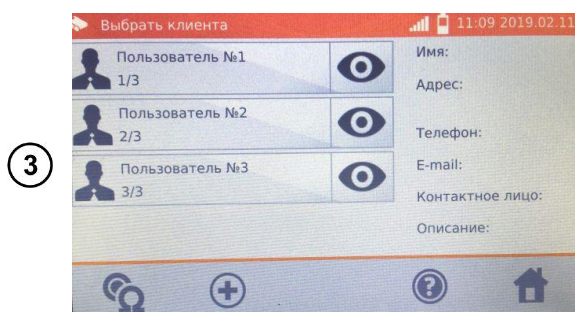 Выбрать клиента
11:09 2019.02.11
Пользователь №1
1/3
Пользователь №2
2/3
Пользователь №3
3/3
Имя:
Адрес:
Телефон:
E-mail:
Контактное лицо:
Описание:
3